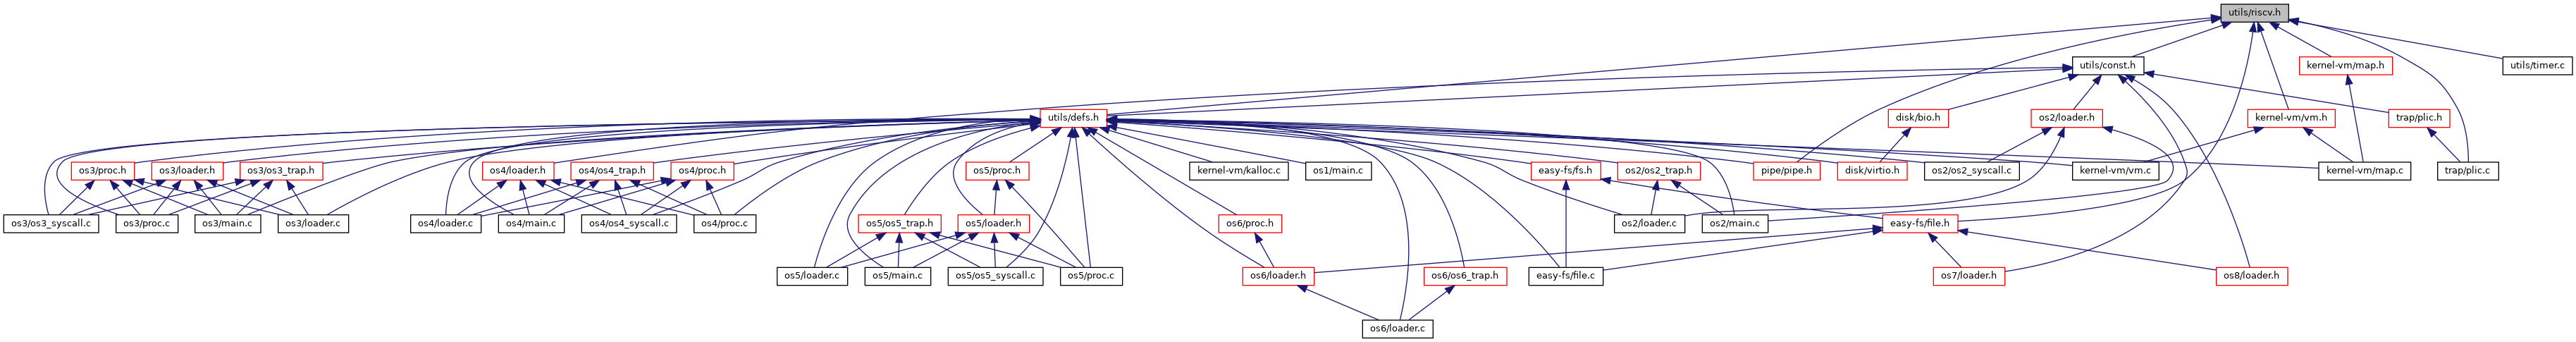 utils/riscv.h
utils/const.h
kernel-vm/map.h
utils/timer.c
utils/defs.h
disk/bio.h
os2/loader.h
kernel-vm/vm.h
trap/plic.h
os3/proc.h
os3/loader.h
os3/os3_trap.h
os4/loader.h
os4/os4_trap.h
os4/proc.h
os5/proc.h
kernel-vm/kalloc.c
os1/main.c
easy-fs/fs.h
os2/os2_trap.h
pipe/pipe.h
disk/virtio.h
os2/os2_syscall.c
kernel-vm/vm.c
kernel-vm/map.c
trap/plic.c
os3/os3_syscall.c
os3/proc.c
os3/main.c
os3/loader.c
os4/loader.c
os4/main.c
os4/os4_syscall.c
os4/proc.c
os5/os5_trap.h
os5/loader.h
os6/proc.h
os2/loader.c
os2/main.c
easy-fs/file.h
os5/loader.c
os5/main.c
os5/os5_syscall.c
os5/proc.c
os6/loader.h
os6/os6_trap.h
easy-fs/file.c
os7/loader.h
os8/loader.h
os6/loader.c